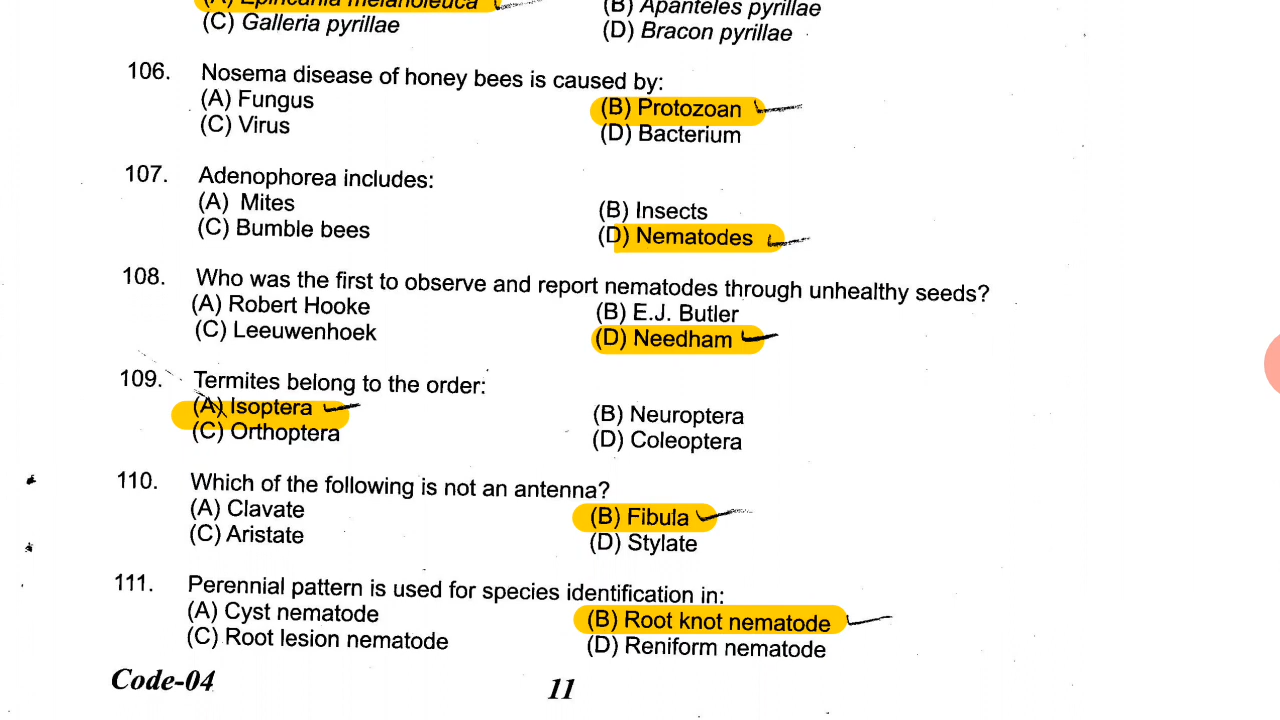 (A) Epiricania melanoleuca (B) Apanteles pyrillae
(C) Galleria pyrillae (D) Bracon pyrillae
106. Nosema disease of honey bees is caused by:
(A) Fungus (B) Protozoan
(C) Virus (D) Bacterium
107. Adenophorea includes:
(A) Mites (B) Insects
(C) Bumble bees (D) Nematodes
108. Who was the first to observe and report nematodes through unhealthy seeds?
(A) Robert Hooke (B) E.J. Butler
(C) Leeuwenhoek (D) Needham
109. Termites belong to the order:
(A) Isoptera (B) Neuroptera
(C) Orthoptera (D) Coleoptera
110. Which of the following is not an antenna?
(A) Clavate (B) Fibula
(C) Aristate (D) Stylate
111. Perennial pattern is used for species identification in:
(A) Cyst nematode (B) Root knot nematode
(C) Root lesion nematode (D) Reniform nematode
Code-04 11